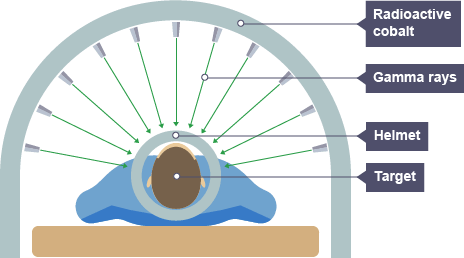 Radioactive
cobalt
Gamma rays
Helmet
Target